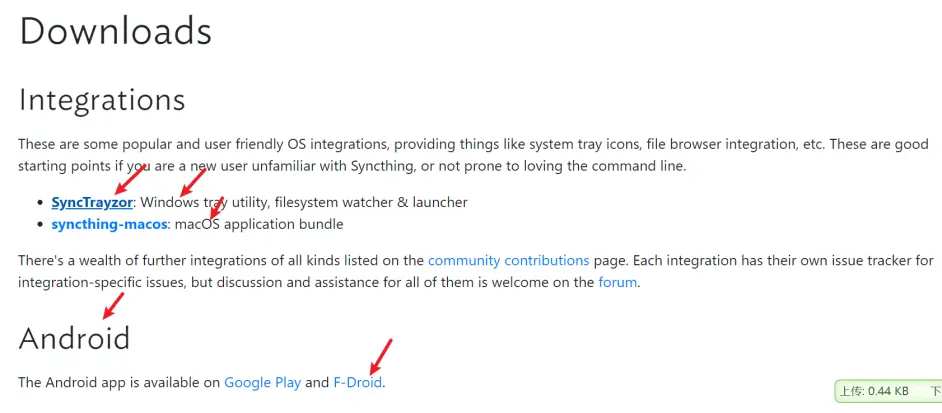 Downloads
Integrations
These are some popular and user friendly OS integrations, providing things like system tray icons, file browser integration, etc. These are good
starting points if you are a new user unfamiliar with Syncthing, or not prone to loving the command line.
SyncTrayzor: Windows tray utility, filesystem watcher & launcher
syncthing-macos: macOS application bundle
There's a wealth of further integrations of all kinds listed on the community contributions page. Each integration has their own issue tracker for
integration-specific issues, but discussion and assistance for all of them is welcome on the forum.
Android
The Android app is available on Google Play and F-Droid.
上传: 0.44 KB 下